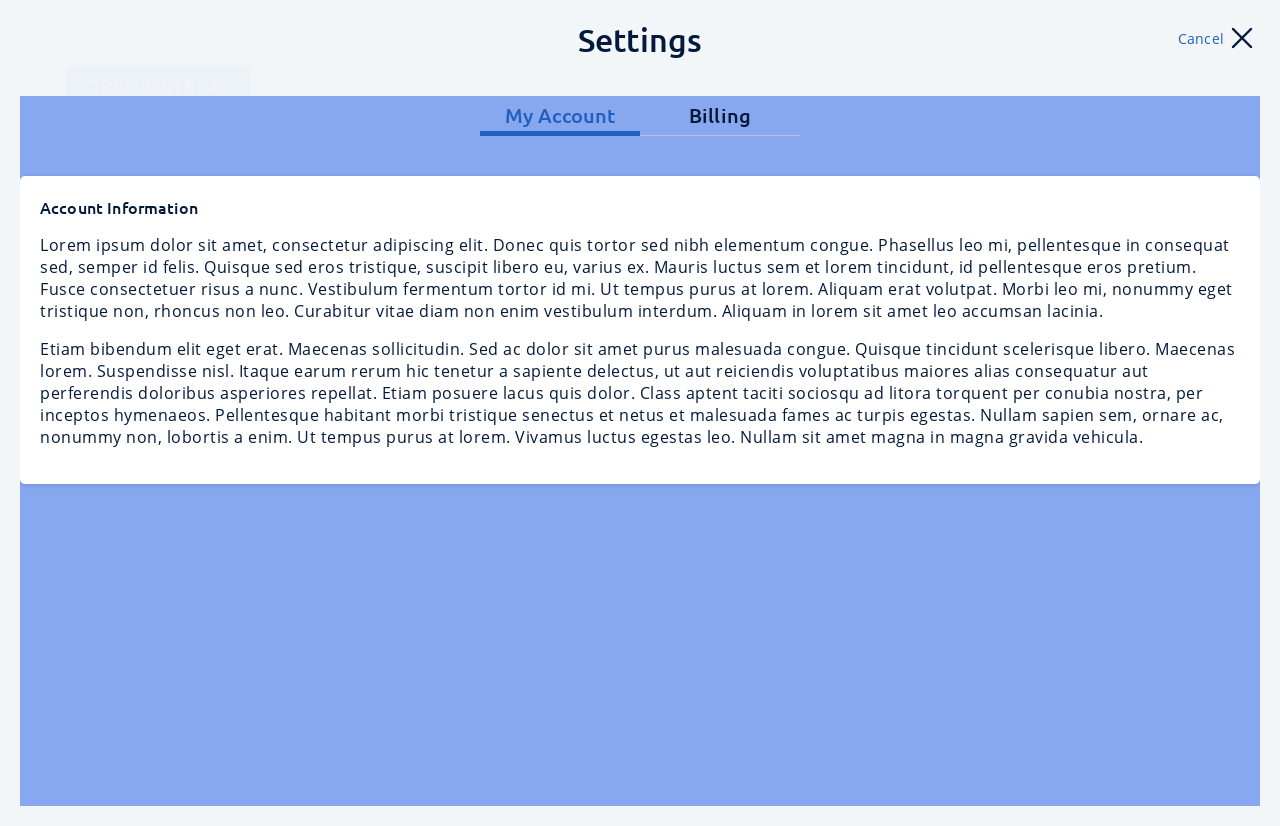 Settings
Cancel
OPEN OVERLAY
My Account
Billing
Account Information
Lorem ipsum dolor sit amet, consectetur adipiscing elit. Donec quis tortor sed nibh elementum congue. Phasellus leo mi, pellentesque in consequat
sed, semper id felis. Quisque sed eros tristique, suscipit libero eu, varius ex. Mauris luctus sem et lorem tincidunt, id pellentesque eros pretium.
Fusce consectetuer risus a nunc. Vestibulum fermentum tortor id mi. Ut tempus purus at lorem. Aliquam erat volutpat. Morbi leo mi, nonummy eget
tristique non, rhoncus non leo. Curabitur vitae diam non enim vestibulum interdum. Aliquam in lorem sit amet leo accumsan lacinia.
Etiam bibendum elit eget erat. Maecenas sollicitudin. Sed ac dolor sit amet purus malesuada congue. Quisque tincidunt scelerisque libero. Maecenas
lorem. Suspendisse nisl. Itaque earum rerum hic tenetur a sapiente delectus, ut aut reiciendis voluptatibus maiores alias consequatur aut
perferendis doloribus asperiores repellat. Etiam posuere lacus quis dolor. Class aptent taciti sociosqu ad litora torquent per conubia nostra, per
inceptos hymenaeos. Pellentesque habitant morbi tristique senectus et netus et malesuada fames ac turpis egestas. Nullam sapien sem, ornare ac,
nonummy non, lobortis a enim. Ut tempus purus at lorem. Vivamus luctus egestas leo. Nullam sit amet magna in magna gravida vehicula.